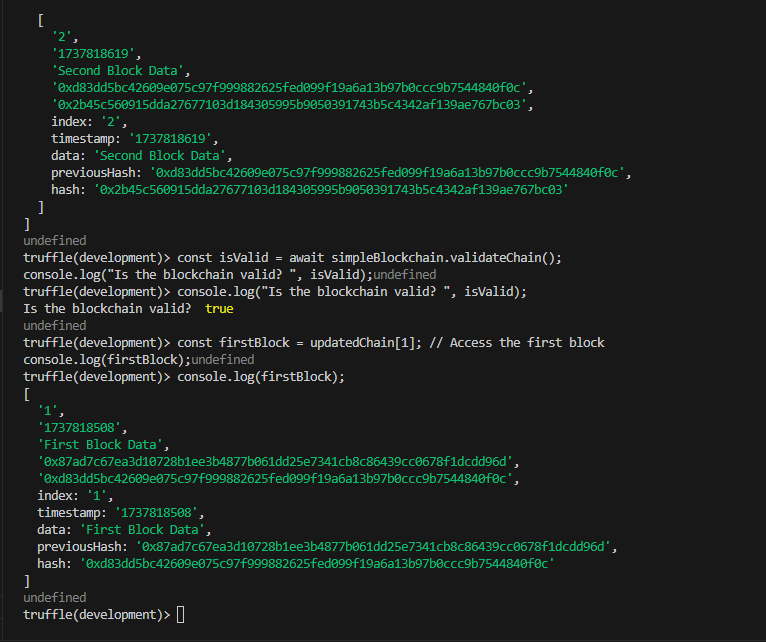 [
'2',
'1737818619',
'Second Block Data',
'0xd83dd5bc42609e075c97f999882625fed099f19a6a13b97b0ccc9b7544840f0c',
'0x2b45c560915dda27677103d184305995b9050391743b5c4342af139ae767bc03',
index: '2',
timestamp: '1737818619',
data: 'Second Block Data',
previousHash: '0xd83dd5bc42609e075c97f999882625fed099f19a6a13b97b0ccc9b7544840f0c',
hash: '0x2b45c560915dda27677103d184305995b9050391743b5c4342af139ae767bc03'
]
]
undefined
truffle(development)> const isValid = await simpleBlockchain.validateChain();
console.log("Is the blockchain valid? ", isValid);undefined
truffle(development)> console.log("Is the blockchain valid? ", isValid);
Is the blockchain valid?  true
undefined
truffle(development)> const firstBlock = updatedChain[1]; // Access the first block
console.log(firstBlock);undefined
truffle(development)> console.log(firstBlock);
[
'1',
'1737818508',
'First Block Data',
'0x87ad7c67ea3d10728b1ee3b4877b061dd25e7341cb8c86439cc0678f1dcdd96d',
'0xd83dd5bc42609e075c97f999882625fed099f19a6a13b97b0ccc9b7544840f0c',
index: '1',
timestamp: '1737818508',
data: 'First Block Data',
previousHash: '0x87ad7c67ea3d10728b1ee3b4877b061dd25e7341cb8c86439cc0678f1dcdd96d',
hash: '0xd83dd5bc42609e075c97f999882625fed099f19a6a13b97b0ccc9b7544840f0c'
]
undefined
truffle(development)>